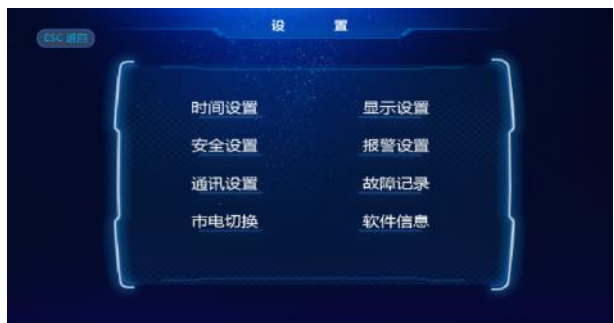 设 置
ESC 返回
时间设置 显示设置
安全设置 报警设置
通讯设置 故障记录
市电切换 软件信息